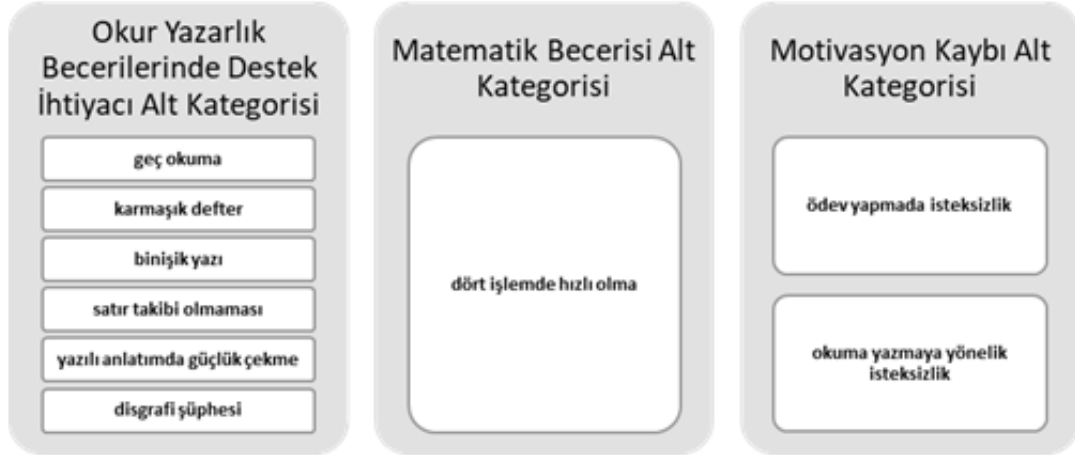 Okur Yazarlık
Becerilerinde Destek
İhtiyacı Alt Kategorisi
geç okuma
karmaşık defter
binişik yazı
satır takibi olmaması
yazılı anlatımda güçlük çekme
disgrafi şüphesi
Matematik Becerisi Alt
Kategorisi
dört işlemde hızlı olma
Motivasyon Kaybı Alt
Kategorisi
ödev yapmada isteksizlik
okuma yazmaya yönelik
isteksizlik